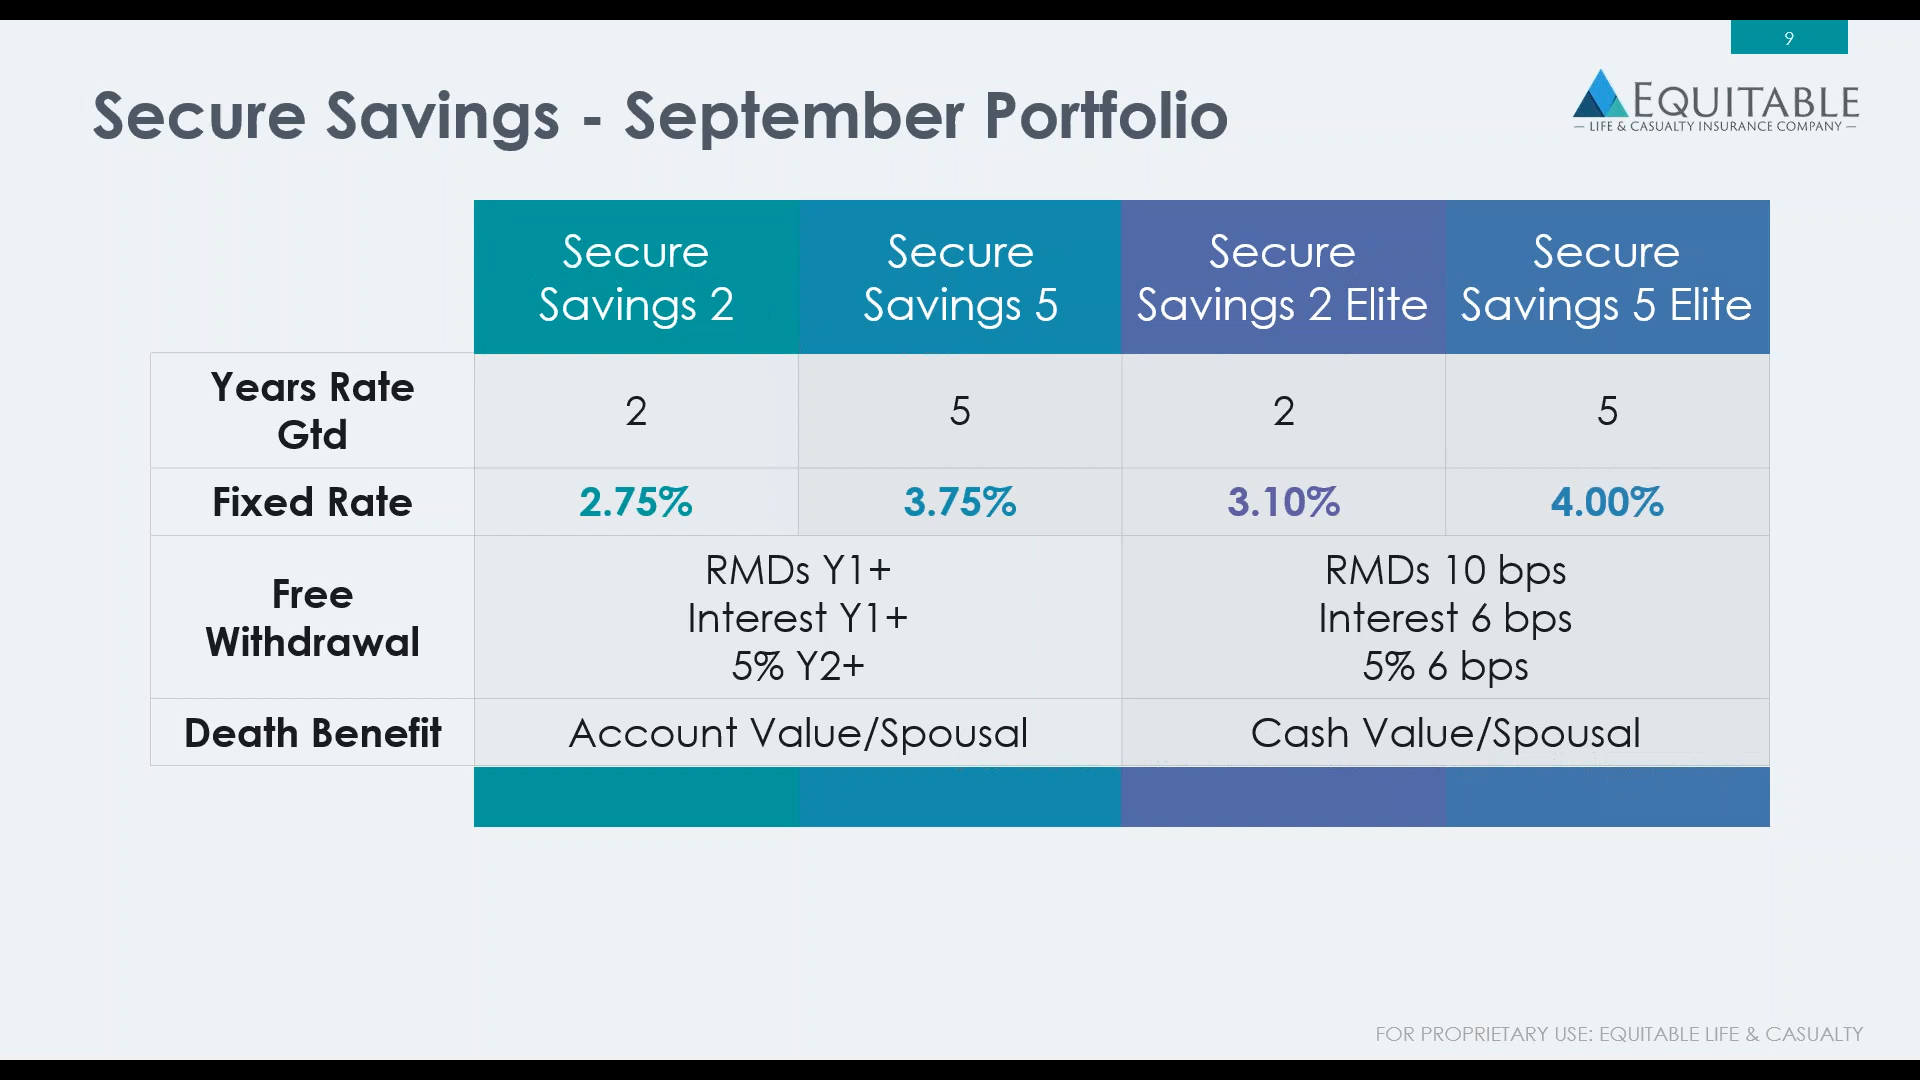 9
Secure Savings - September Portfolio
EQUITABLE
— LIFE & CASUALTY INSURANCE COMPANY —
Secure
Savings 2
Secure
Savings 5
Secure
Savings 2 Elite
Secure
Savings 5 Elite
Years Rate
Gtd
2
5
2
5
Fixed Rate
2.75%
3.75%
3.10%
4.00%
Free
Withdrawal
RMDs Y1+
Interest Y1+
5% Y2+
RMDs 10 bps
Interest 6 bps
5% 6 bps
Death Benefit
Account Value/Spousal
Cash Value/Spousal
FOR PROPRIETARY USE: EQUITABLE LIFE & CASUALTY